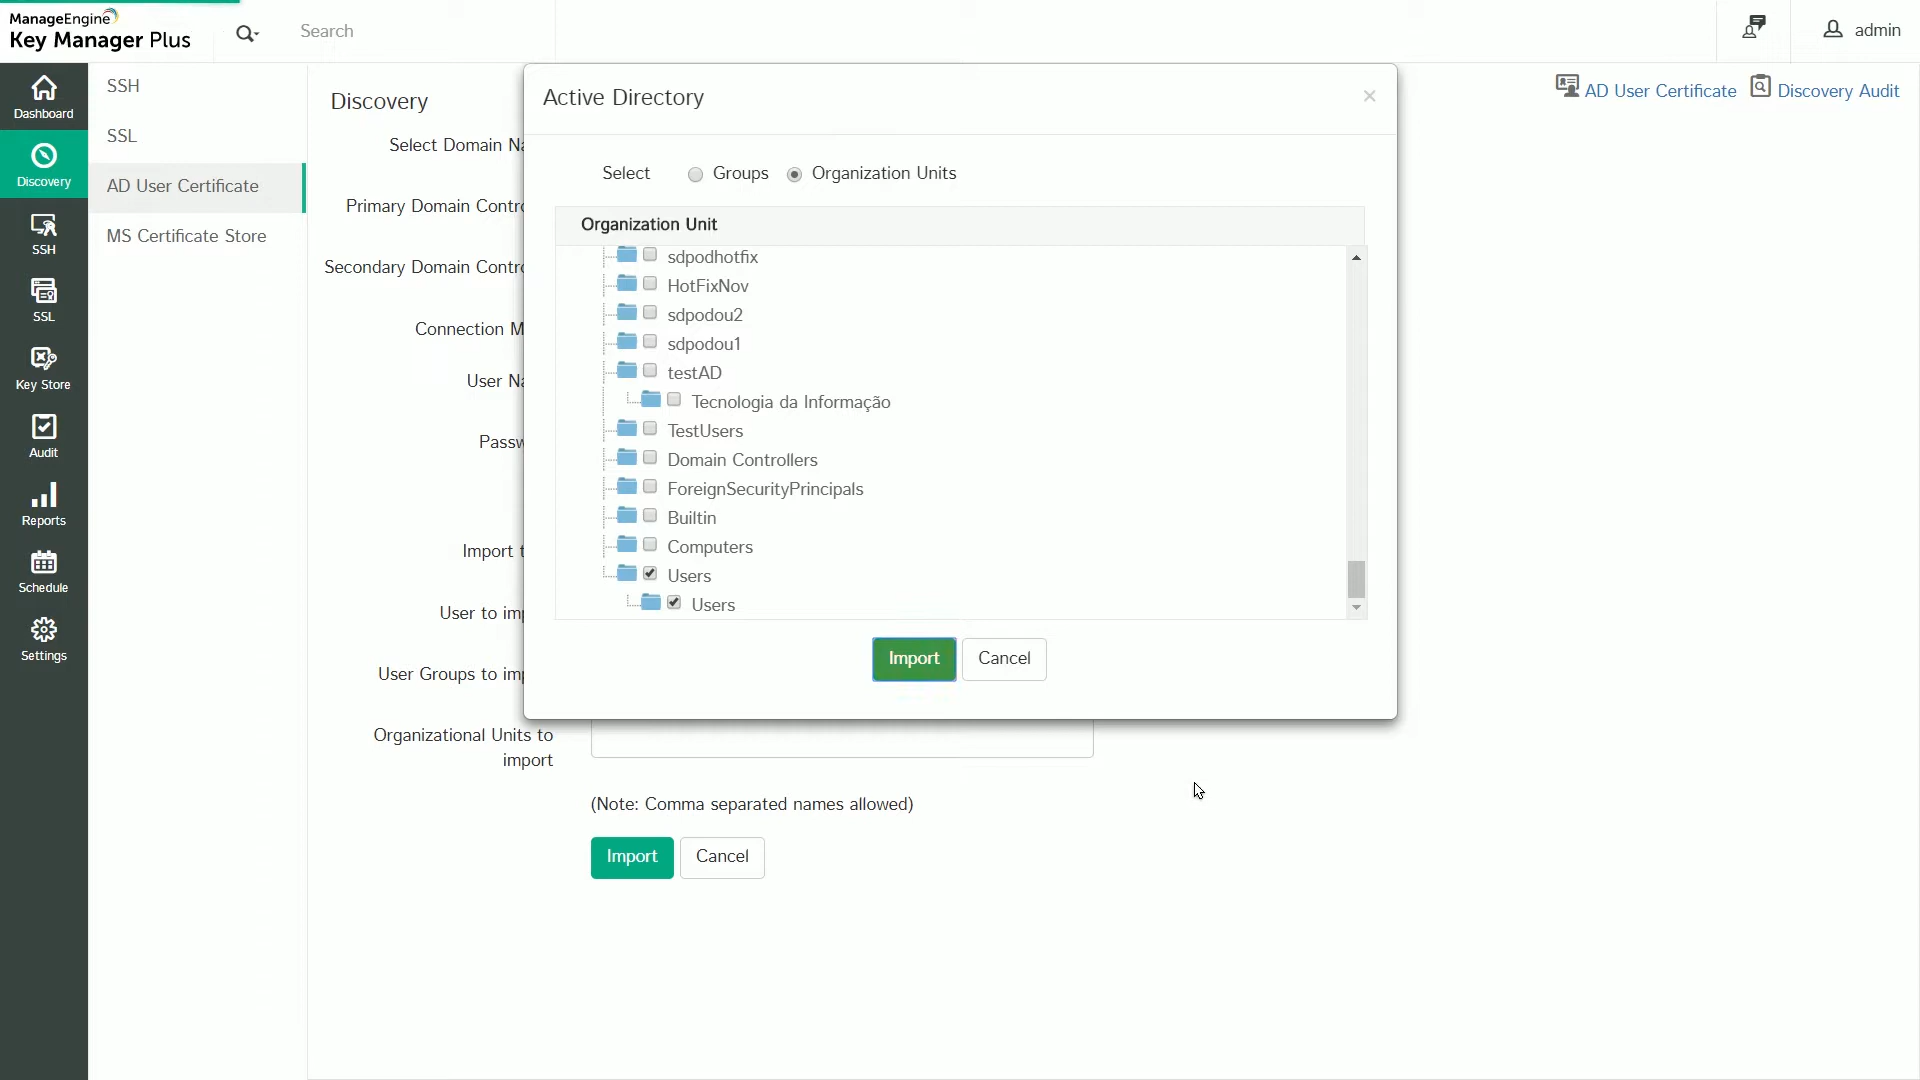 ManageEngine
Key Manager Plus
Search
admin
Dashboard
Discovery
SSH
SSL
Key Store
Audit
Reports
Schedule
Settings
SSH
SSL
AD User Certificate
MS Certificate Store
Discovery
AD User Certificate
Discovery Audit
Select Domain Na
Primary Domain Contro
Secondary Domain Contro
Connection M
User Na
Passw
Import t
User to imp
User Groups to imp
Organizational Units to
import
(Note: Comma separated names allowed)
Import
Cancel
Active Directory
×
Select
Groups
Organization Units
Organization Unit
sdpodhotfix
HotFixNov
sdpodou2
sdpodou1
testAD
Tecnologia da Informação
TestUsers
Domain Controllers
ForeignSecurityPrincipals
Builtin
Computers
Users
Users
Import
Cancel